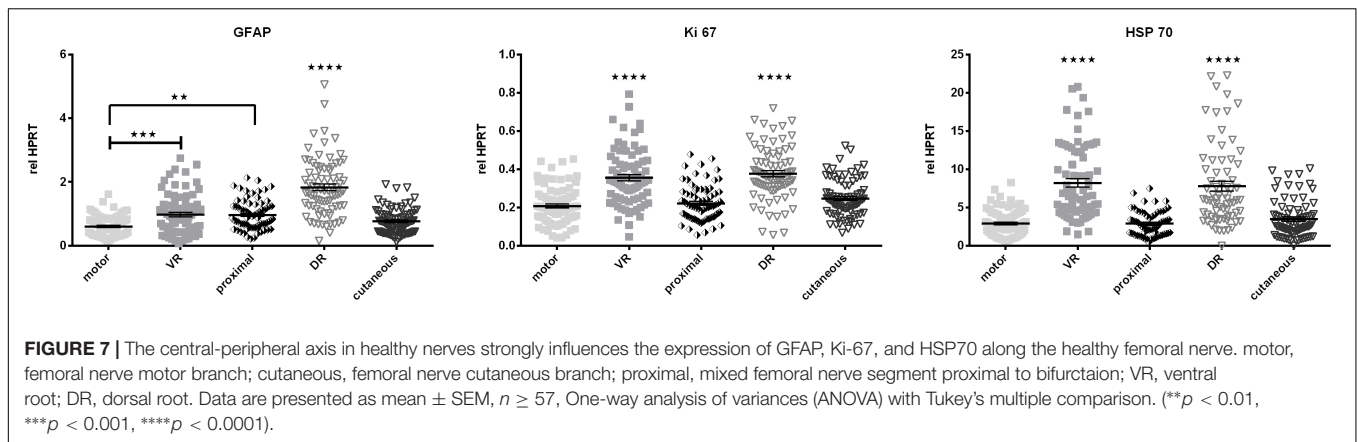 GFAP
6
4
2
0
rel HPRT
★★★★
★★
★★★
motor
VR
proximal
DR
cutaneous
Ki 67
1.0
0.8
0.6
0.4
0.2
0.0
rel HPRT
★★★★
★★★★
motor
VR
proximal
DR
cutaneous
HSP 70
25
20
15
10
5
0
rel HPRT
★★★★
★★★★
motor
VR
proximal
DR
cutaneous
FIGURE 7 | The central-peripheral axis in healthy nerves strongly influences the expression of GFAP, Ki-67, and HSP70 along the healthy femoral nerve. motor,
femoral nerve motor branch; cutaneous, femoral nerve cutaneous branch; proximal, mixed femoral nerve segment proximal to bifurctaion; VR, ventral
root; DR, dorsal root. Data are presented as mean ± SEM, n ≥ 57, One-way analysis of variances (ANOVA) with Tukey's multiple comparison. (**p < 0.01,
***p < 0.001, ****p < 0.0001).